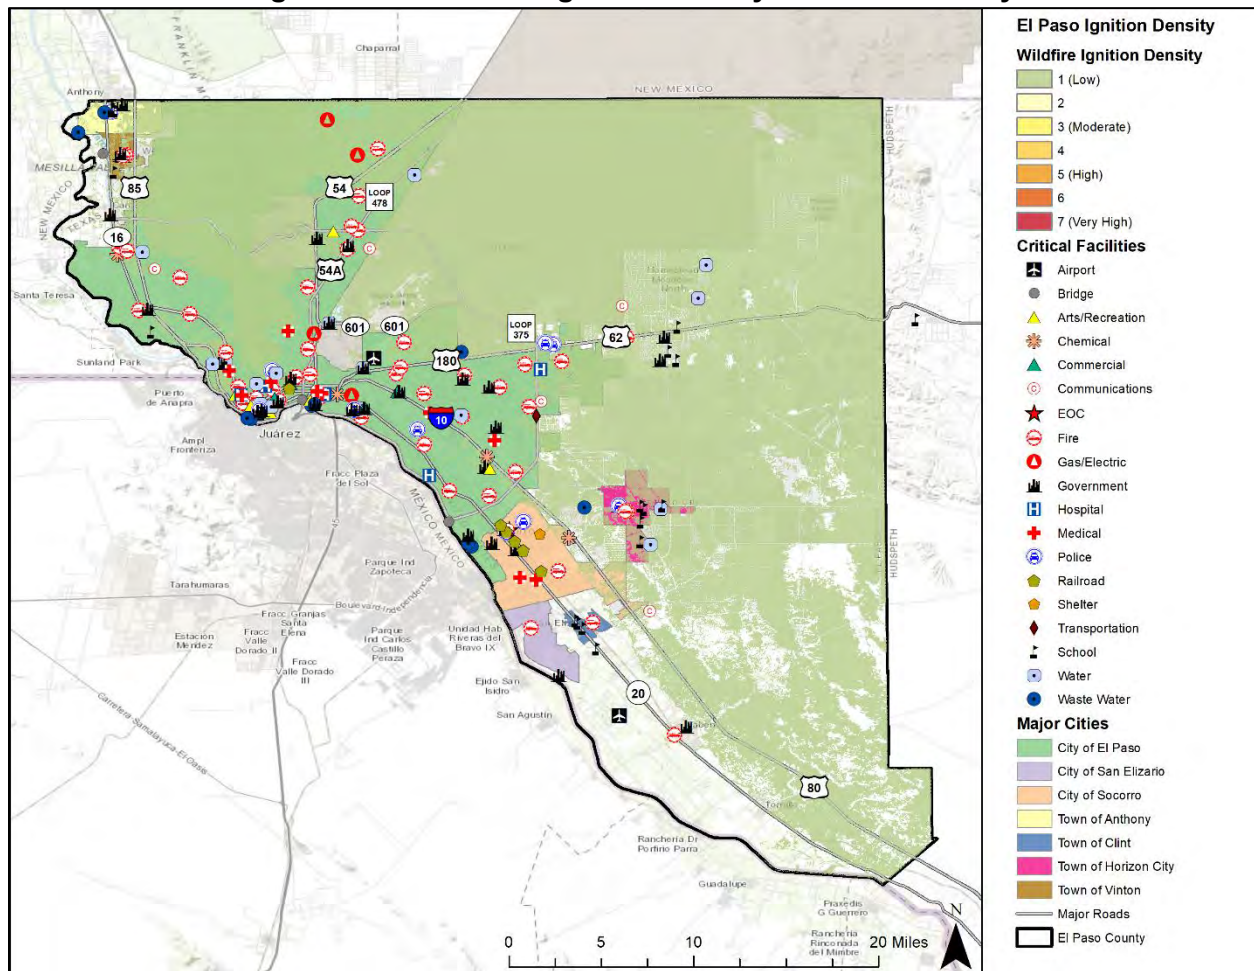 Chaparral
Anthony
NEW MEXICO
HUDSPETH
85
54
LOOP
478
NEW MEXICO
TEXAS
16
54A
Santa Teresa
601
601
LOOP
375
62
180
Sunland Park
Puerto
de Anapra
10
Juárez
Ampl
Fronteriza
Fracc Plaza
del Sol
MEXICO
MEXICO
45
HUDSPETH
Parque Ind
Zapoteca
Tarahumaras
Boulevard-Independencia
Fracc Granjas
Santa
Elena
Estación
Mendez
Fracc
Valle
Dorado II
Parque
Ind Carlos
Castillo
Peraza
Unidad Hab
Riveras del
Bravo IX
Fracc
Valle Dorado
III
Ejido San
Isidro
20
San Agustin
Carretera Samalayuca-El Oasis
80
Tornillo
Ranchería Dr
Porfirio Parra
Guadalupe
Praxedis
G Guerrero
Ranchería
Rinconada
del Mimbre
N
0 5 10 20 Miles
El Paso Ignition Density
Wildfire Ignition Density
1 (Low)
2
3 (Moderate)
4
5 (High)
6
7 (Very High)
Critical Facilities
Airport
Bridge
Arts/Recreation
Chemical
Commercial
Communications
EOC
Fire
Gas/Electric
Government
Hospital
Medical
Police
Railroad
Shelter
Transportation
School
Water
Waste Water
Major Cities
City of El Paso
City of San Elizario
City of Socorro
Town of Anthony
Town of Clint
Town of Horizon City
Town of Vinton
Major Roads
El Paso County